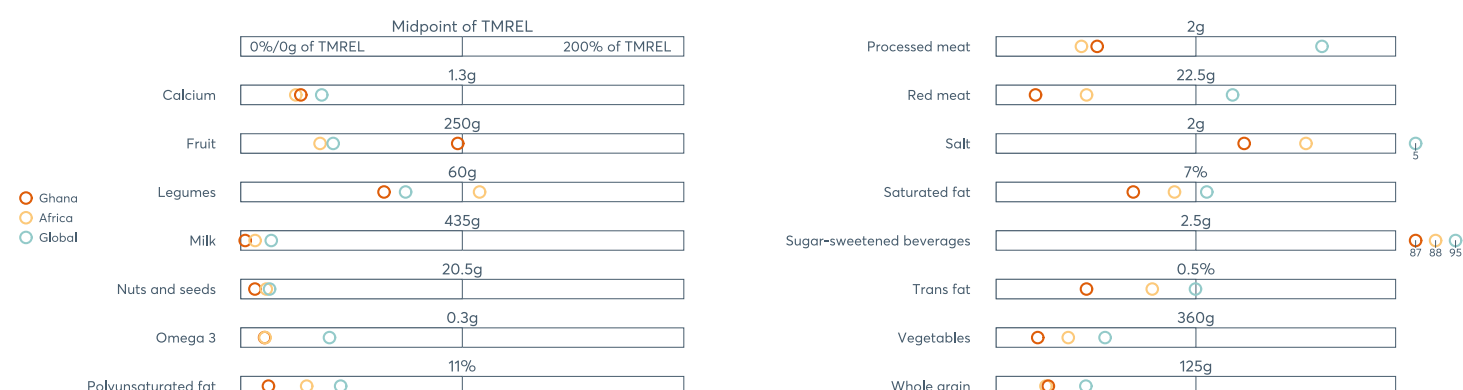 Midpoint of TMREL
0%/0g of TMREL 200% of TMREL
1.3g
Calcium
250g
Fruit
60g
Legumes
435g
Milk
20.5g
Nuts and seeds
0.3g
Omega 3
11%
Polyunsaturated fat
Ghana
Africa
Global
2g
Processed meat
22.5g
Red meat
2g
Salt
5
7%
Saturated fat
2.5g
Sugar-sweetened beverages
87 88 95
0.5%
Trans fat
360g
Vegetables
125g
Whole grain